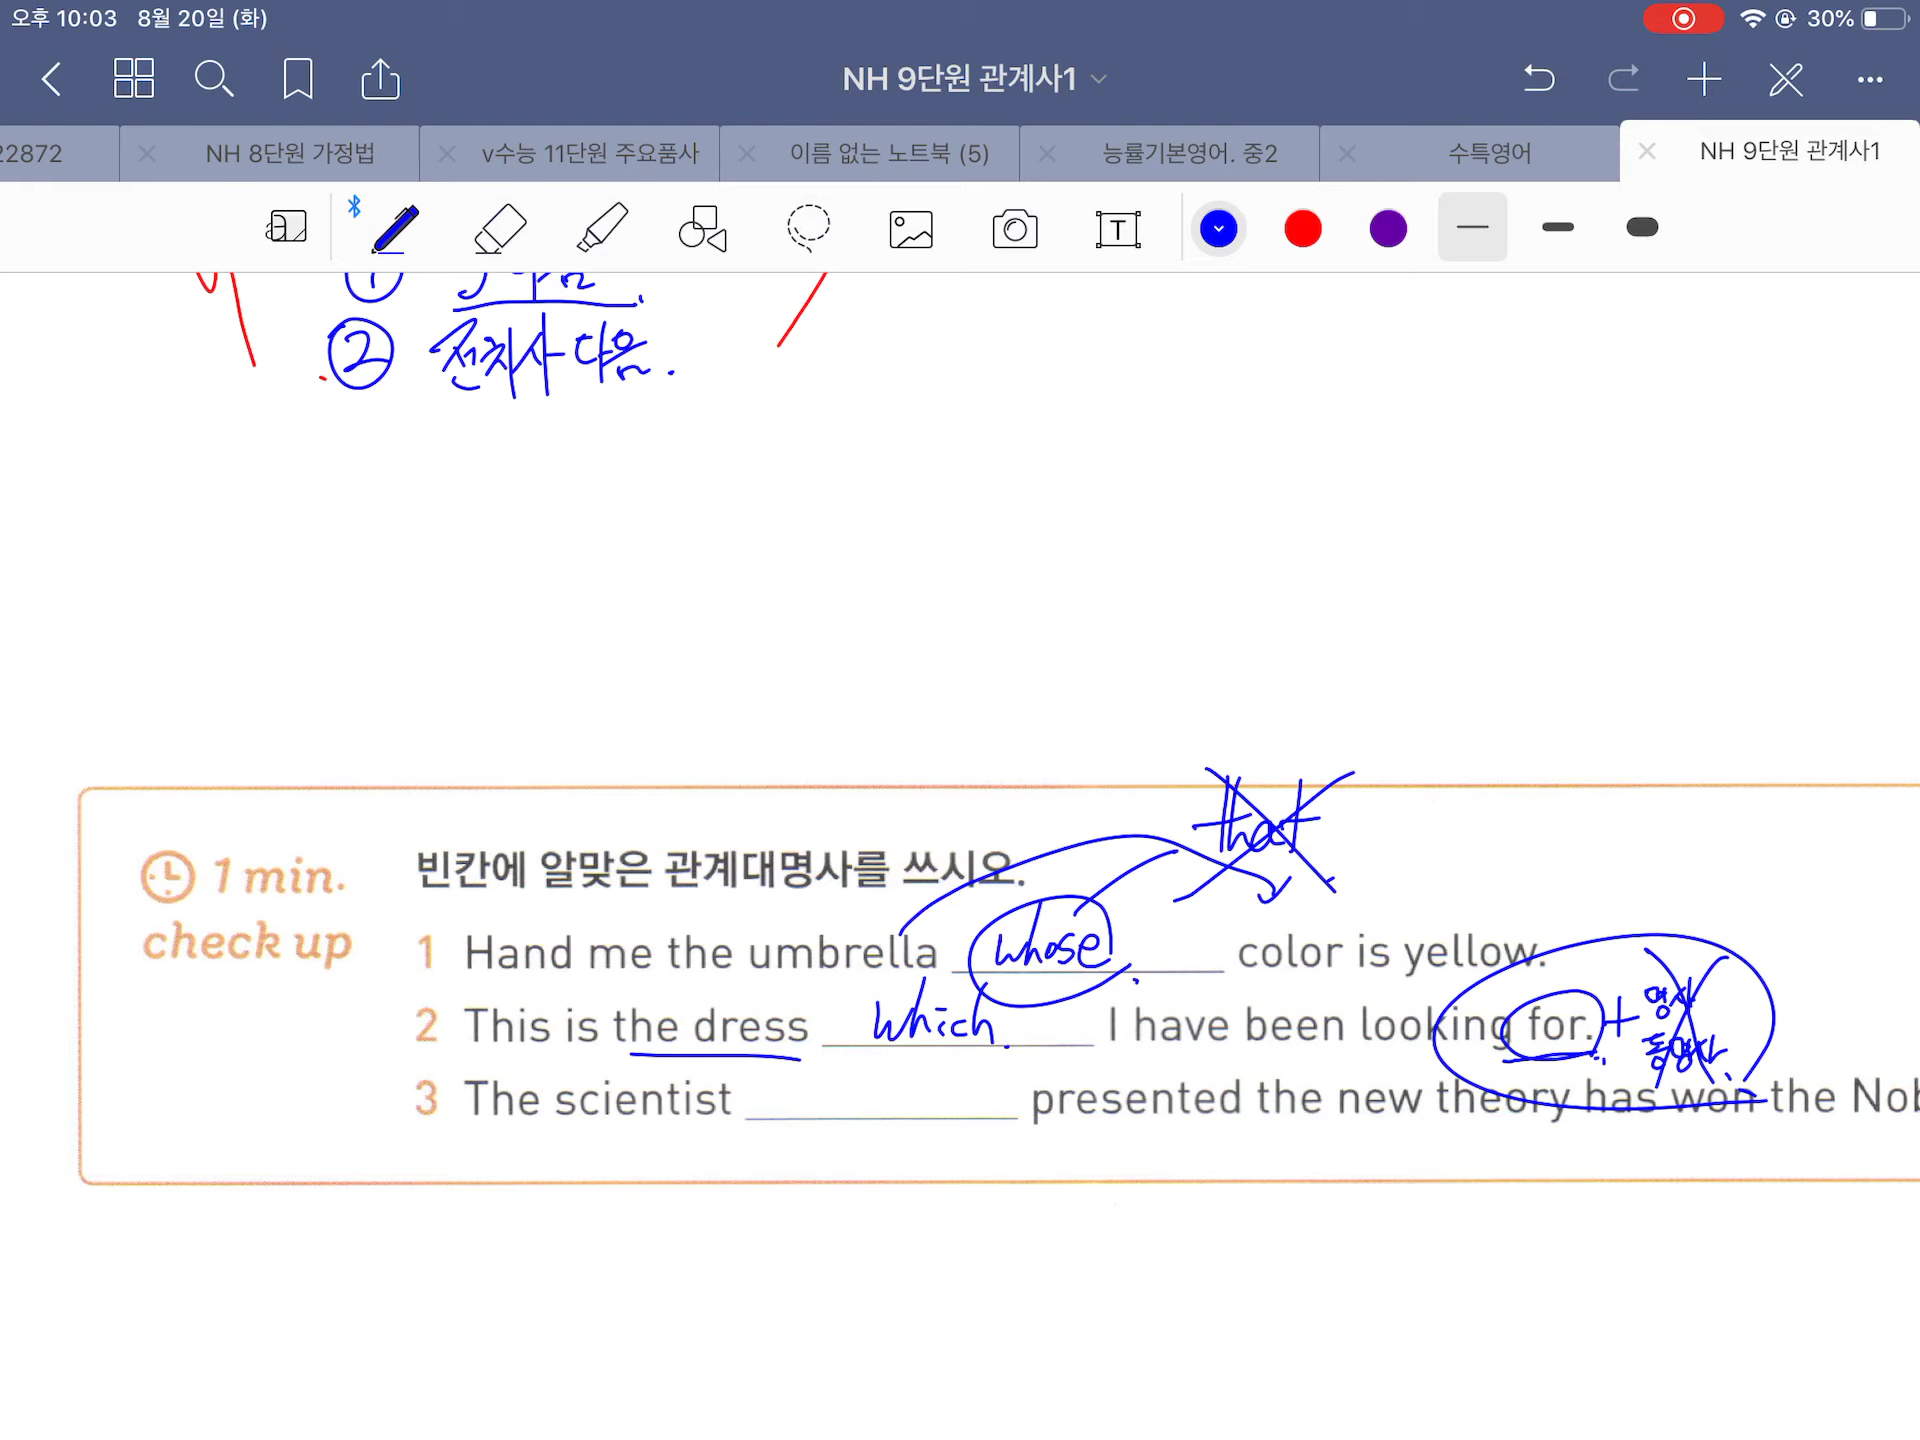 오후 10:03 8월 20일 (화) 30%
NH 9단원 관계사1
22872 NH 8단원 가정법 v수능 11단원 주요품사 이름 없는 노트북 (5) 능률기본영어. 중2 수특영어 NH 9단원 관계사1
T
①
② 전치사 다음.
that
1 min. check up
빈칸에 알맞은 관계대명사를 쓰시오.
1 Hand me the umbrella whose color is yellow.
2 This is the dress which. I have been looking for. + 명사 동명사.
3 The scientist presented the new theory has won the Nob